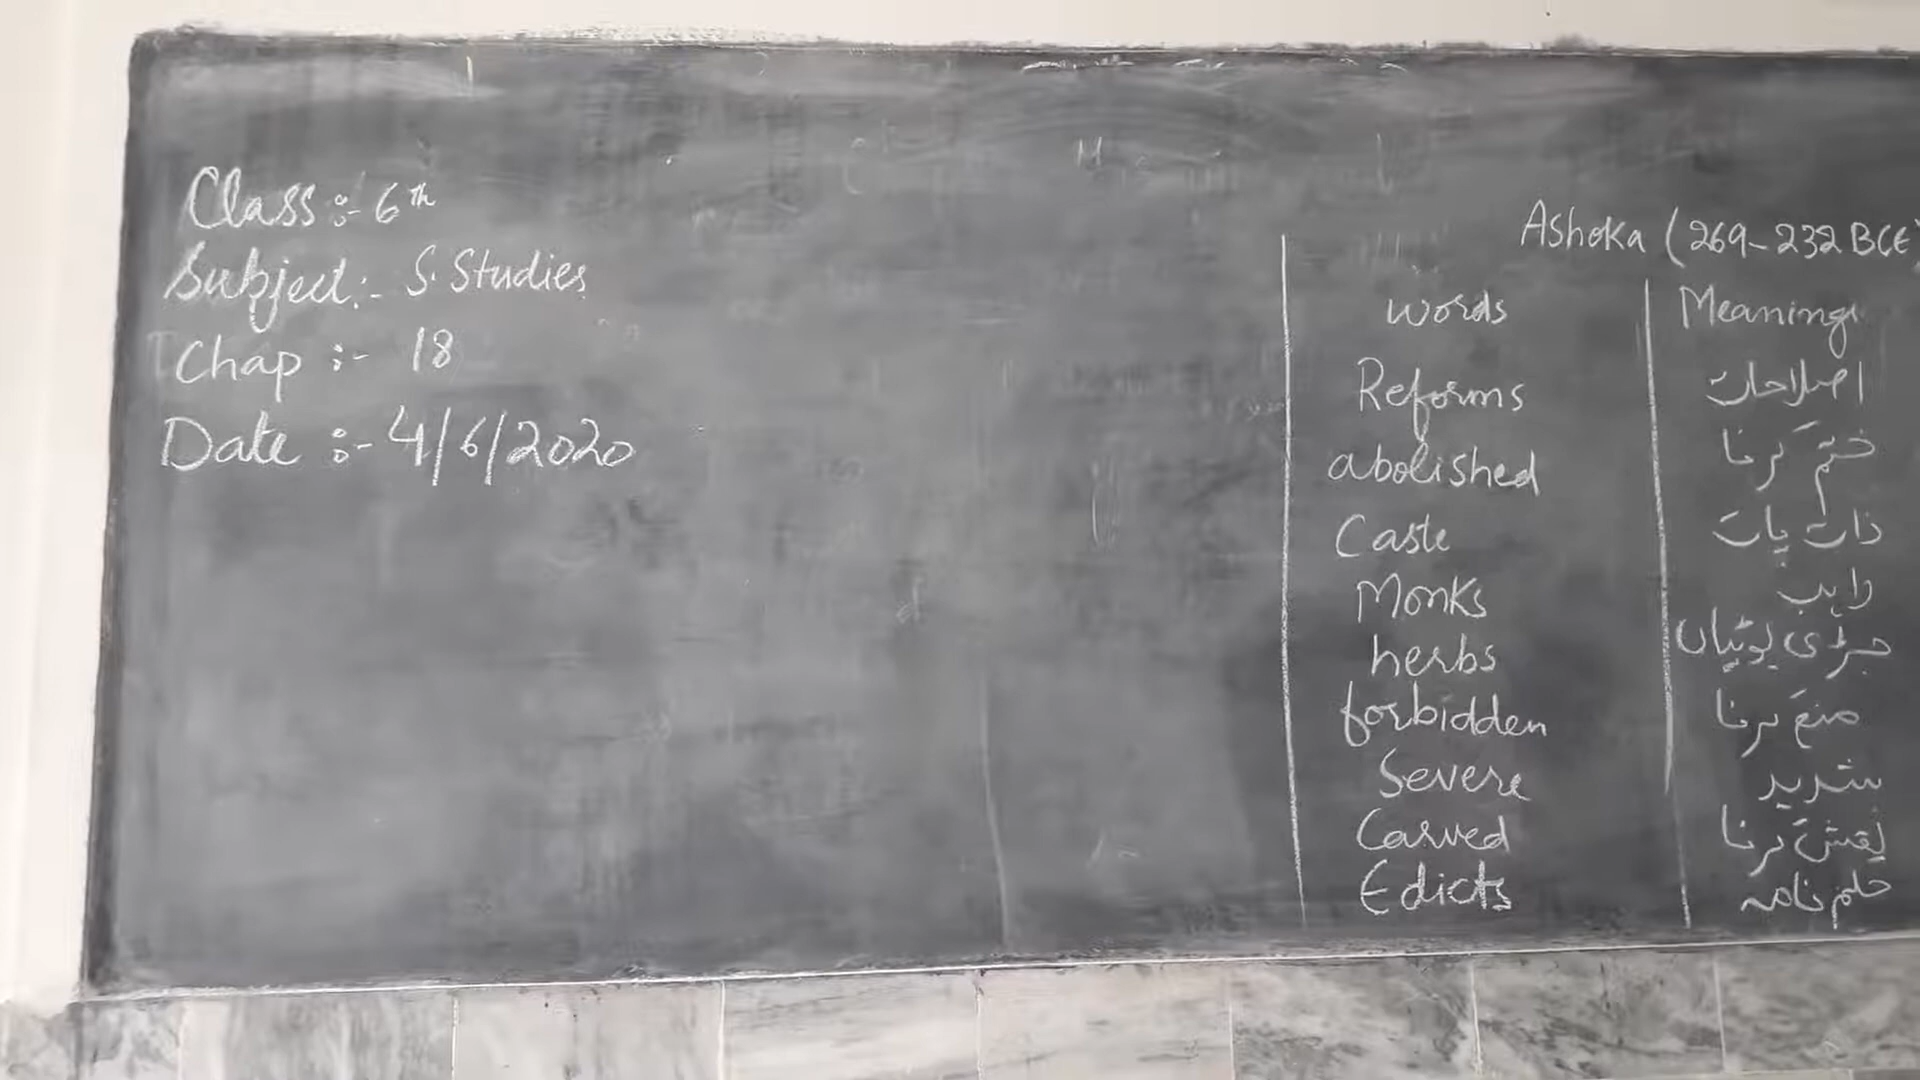 Class :- 6th
Subject :- S. Studies
Chap :- 18
Date :- 4/6/2020
Ashoka (269-232 BCE)
Words Meanings
Reforms اصلاحات
abolished ختم کرنا
Caste ذات پات
Monks راہب
herbs جڑی بوٹیاں
forbidden منع کرنا
Severe شدید
Carved نقش کرنا
Edicts حکم نامہ